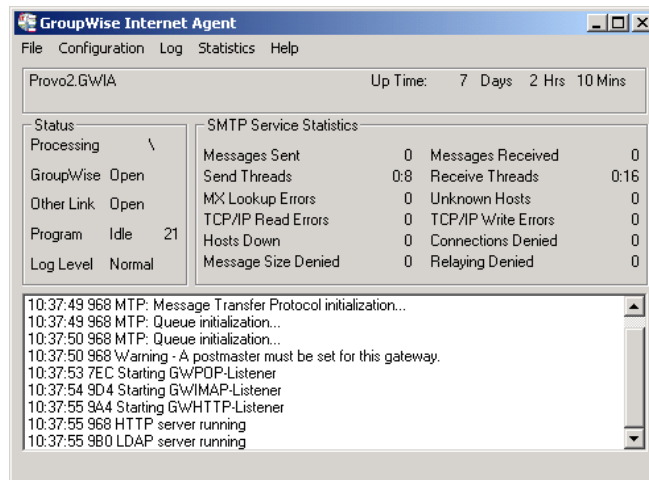 GroupWise Internet Agent
File Configuration Log Statistics Help
Provo2.GWIA Up Time: 7 Days 2 Hrs 10 Mins
Status
Processing \
GroupWise Open
Other Link Open
Program Idle 21
Log Level Normal
SMTP Service Statistics
Messages Sent 0 Messages Received 0
Send Threads 0:8 Receive Threads 0:16
MX Lookup Errors 0 Unknown Hosts 0
TCP/IP Read Errors 0 TCP/IP Write Errors 0
Hosts Down 0 Connections Denied 0
Message Size Denied 0 Relaying Denied 0
10:37:49 968 MTP: Message Transfer Protocol initialization...
10:37:49 968 MTP: Queue initialization...
10:37:50 968 MTP: Queue initialization...
10:37:50 968 Warning - A postmaster must be set for this gateway.
10:37:53 7EC Starting GWPOP-Listener
10:37:54 9D4 Starting GWIMAP-Listener
10:37:55 9A4 Starting GWHTTP-Listener
10:37:55 968 HTTP server running
10:37:55 9B0 LDAP server running